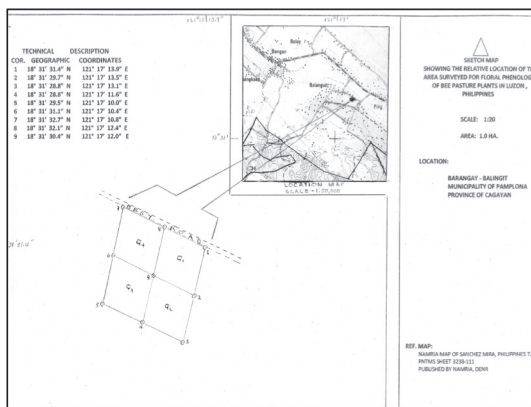 TECHNICAL DESCRIPTION
COR. GEOGRAPHIC COORDINATES
1 18° 31' 31.4" N 121° 17' 13.9" E
2 18° 31' 29.7" N 121° 17' 13.5" E
3 18° 31' 28.8" N 121° 17' 13.1" E
4 18° 31' 28.8" N 121° 17' 11.6" E
5 18° 31' 29.5" N 121° 17' 10.0" E
6 18° 31' 31.1" N 121° 17' 10.4" E
7 18° 31' 32.7" N 121° 17' 10.8" E
8 18° 31' 32.1" N 121° 17' 12.4" E
9 18° 31' 30.4" N 121° 17' 12.0" E
LOCATION MAP
SCALE - 1:50,000
SKETCH MAP
SHOWING THE RELATIVE LOCATION OF
AREA SURVEYED FOR FLORAL PHENOLOG
OF BEE PASTURE PLANTS IN LUZON ,
PHILIPPINES
SCALE: 1:20
AREA: 1.0 HA.
LOCATION:
BARANGAY - BALINGIT
MUNICIPALITY OF PAMPLONA
PROVINCE OF CAGAYAN
REF. MAP:
NAMRIA MAP OF SANCHEZ MIRA, PHILIPPINES
PNTMS SHEET 3238-111
PUBLISHED BY NAMRIA, DENR